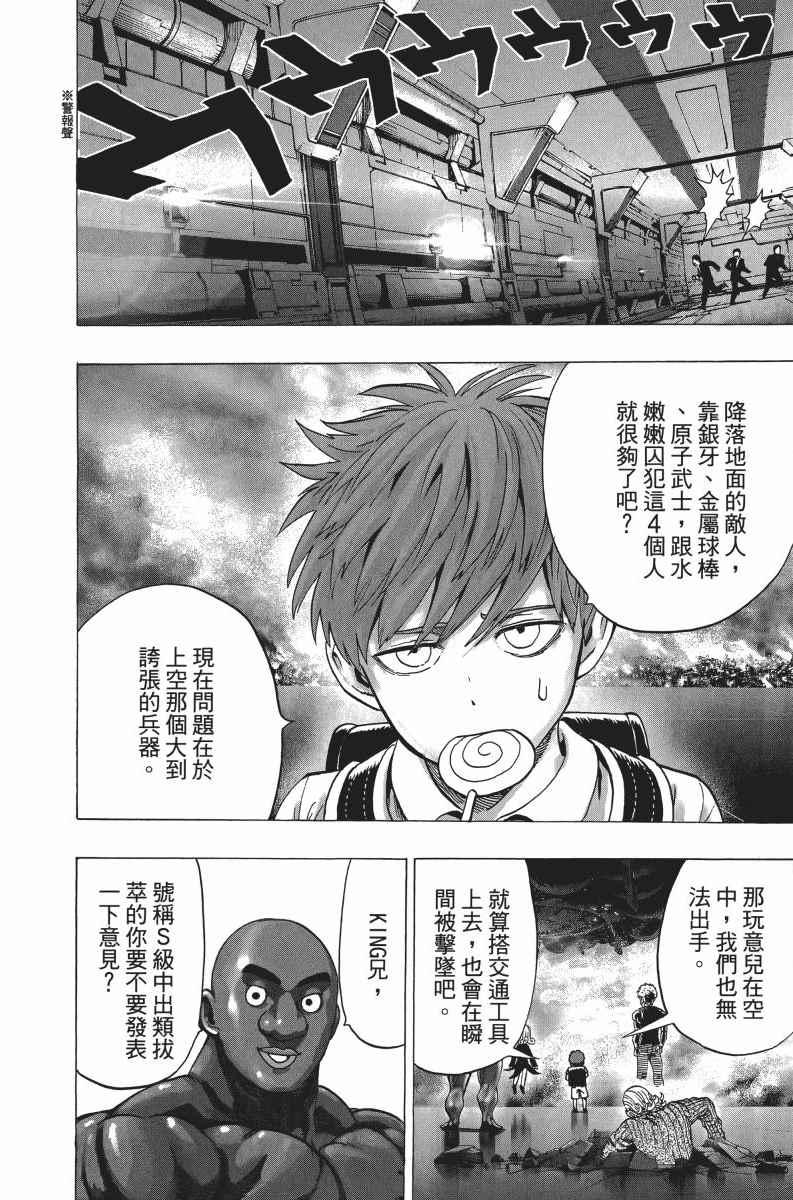 ウウウウウウ
※警報聲
降落地面的敵人，
靠銀牙、金屬球棒
、原子武士，跟水
嫩嫩囚犯這4個人
就很夠了吧？
現在問題在於
上空那個大到
誇張的兵器。
那玩意兒在空
中，我們也無
法出手。
就算搭交通工具
上去，也會在瞬
間被擊墜吧。
KING兄，
號稱S級中出類拔
萃的你要不要發表
一下意見？